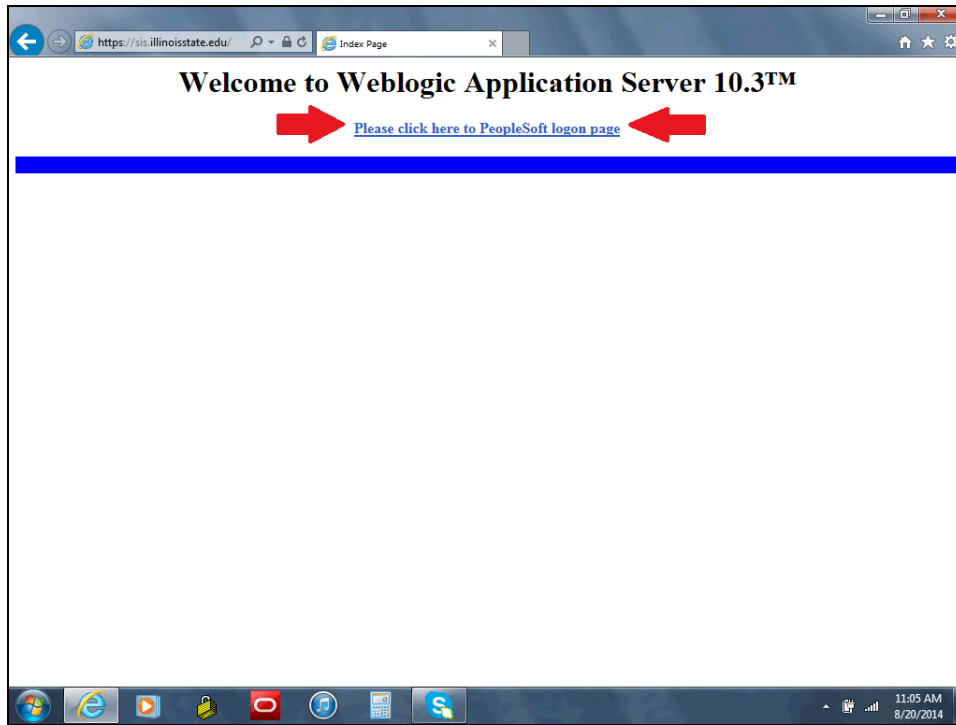 https://sis.illinoisstate.edu/
Index Page
Welcome to Weblogic Application Server 10.3™
Please click here to PeopleSoft logon page
11:05 AM
8/20/2014